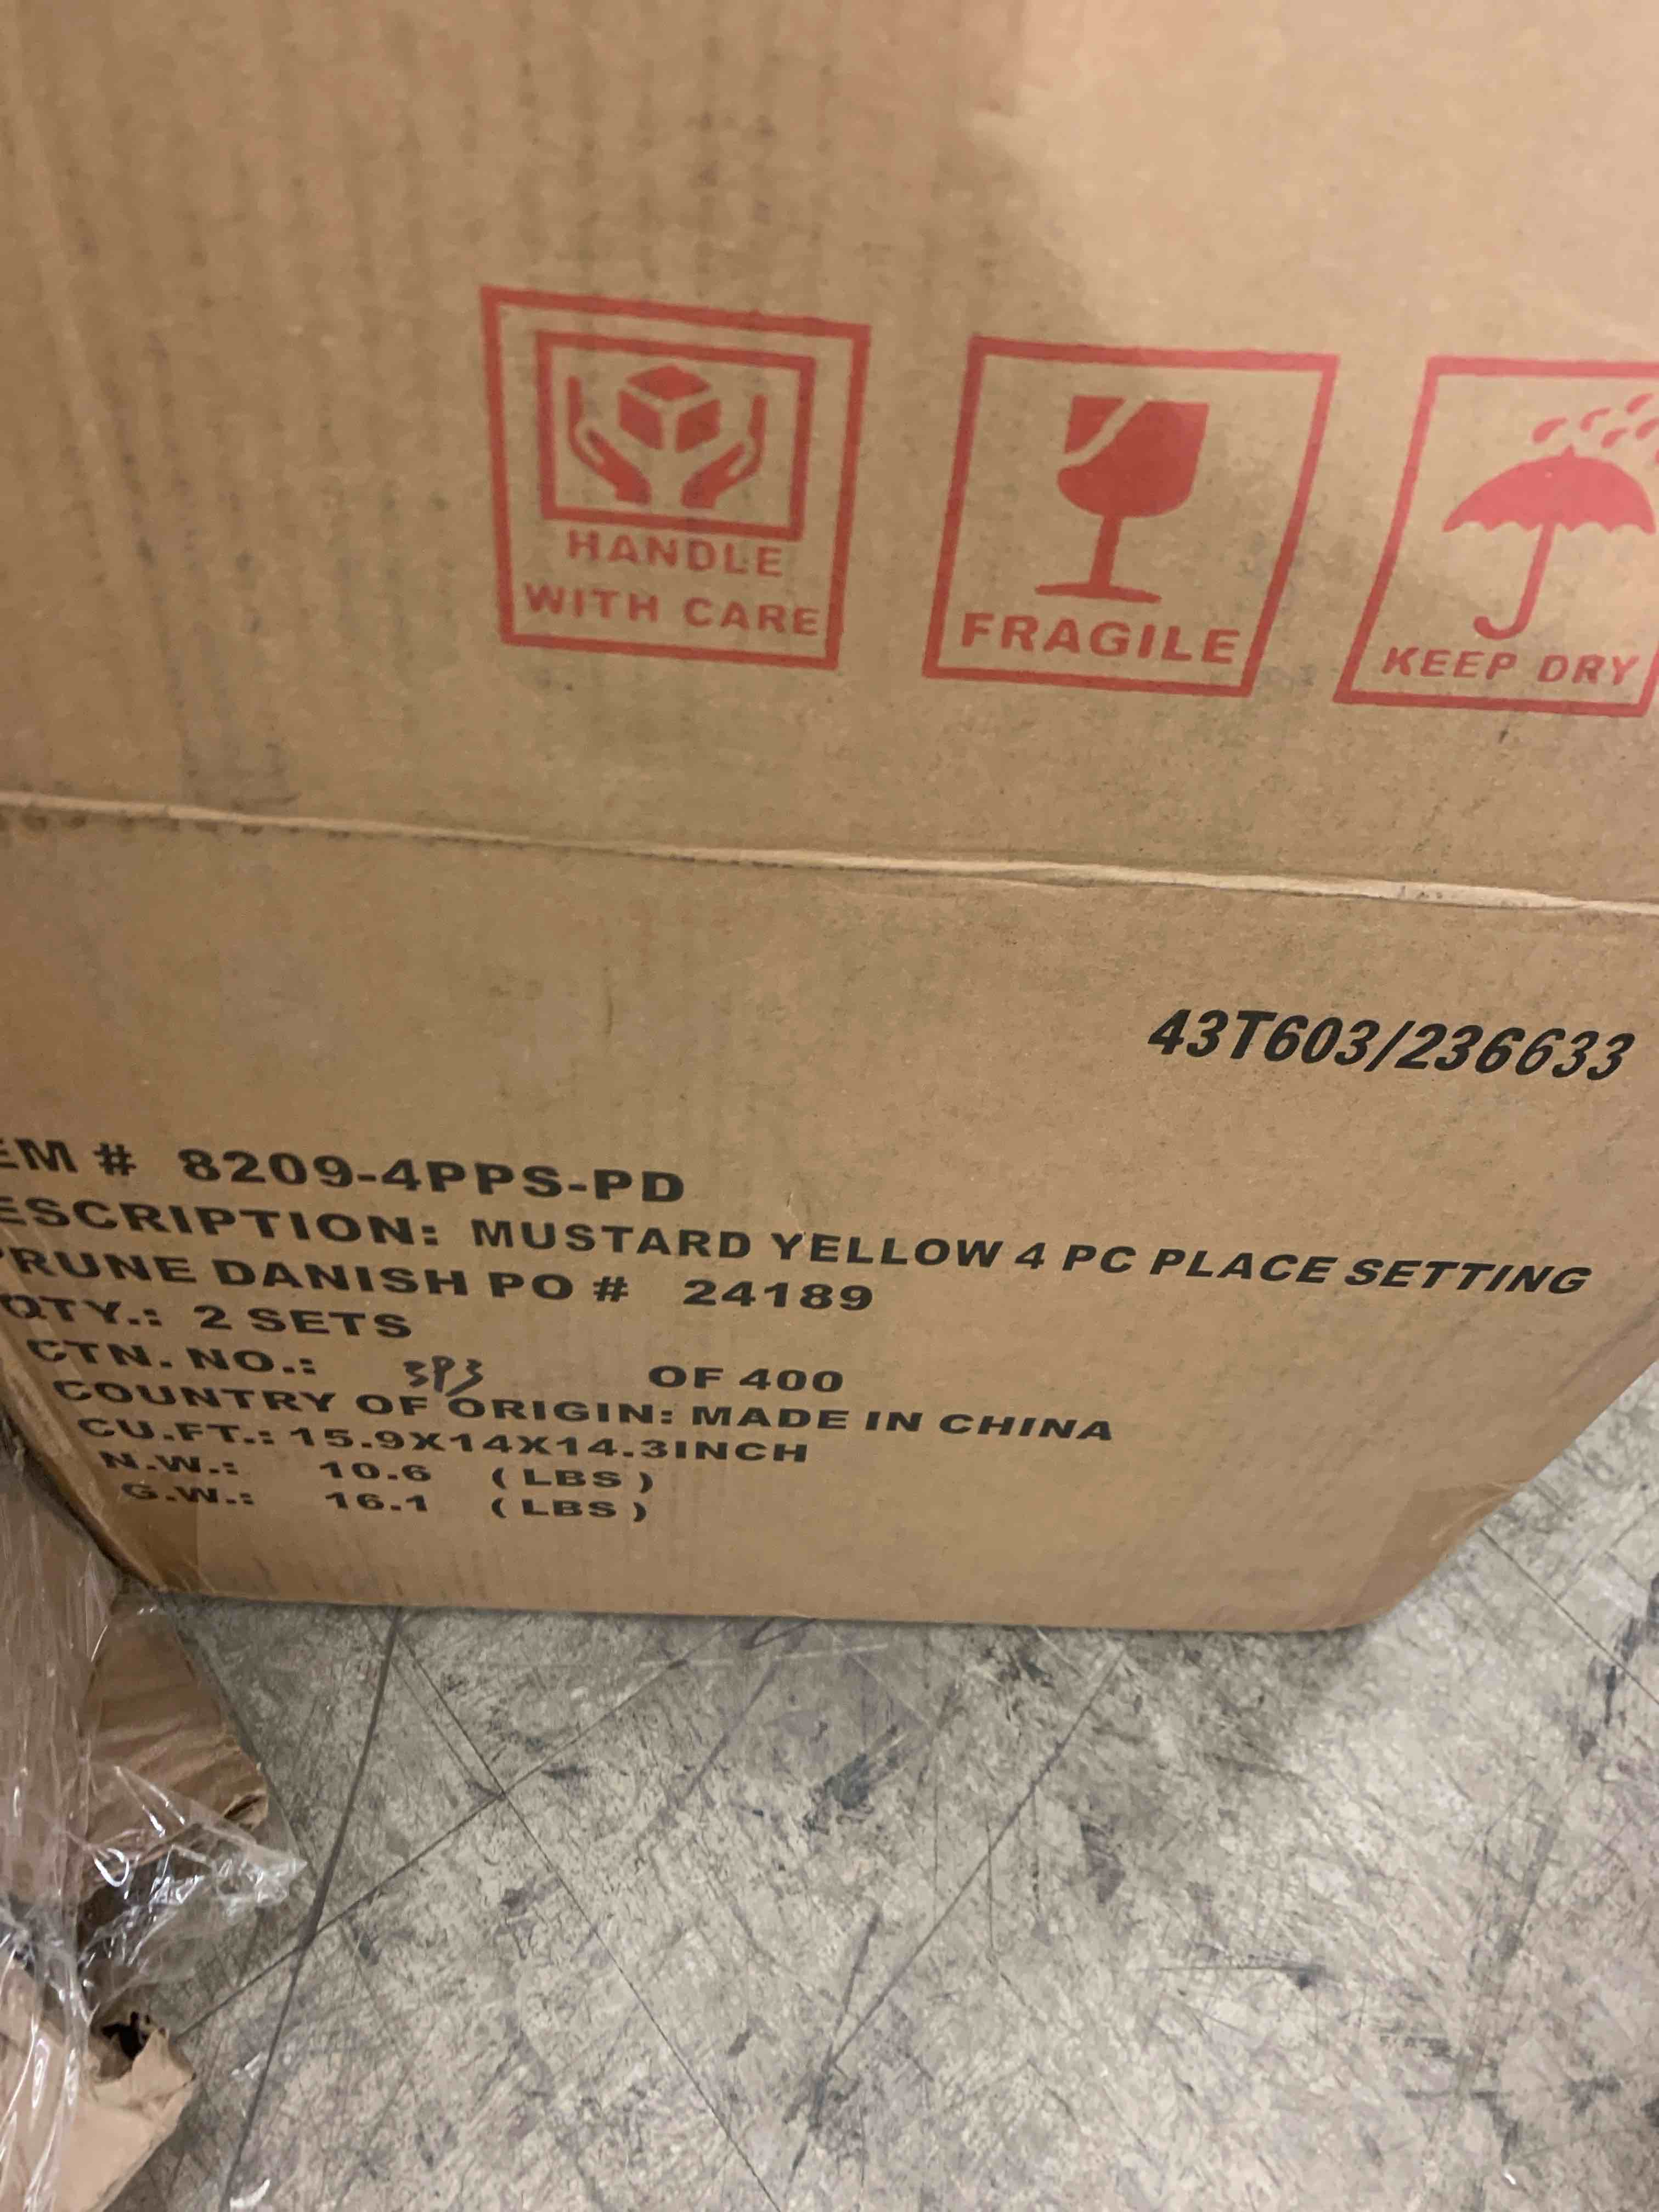 HANDLE
WITH CARE
FRAGILE
KEEP DRY
43T603/236633
EM # 8209-4PPS-PD
ESCRIPTION: MUSTARD YELLOW 4 PC PLACE SETTING
PRUNE DANISH PO # 24189
QTY.: 2 SETS
CTN. NO.: OF 400
COUNTRY OF ORIGIN: MADE IN CHINA
CU.FT.: 15.9X14X14.3INCH
N.W.: 10.6 (LBS)
G.W.: 16.1 (LBS)